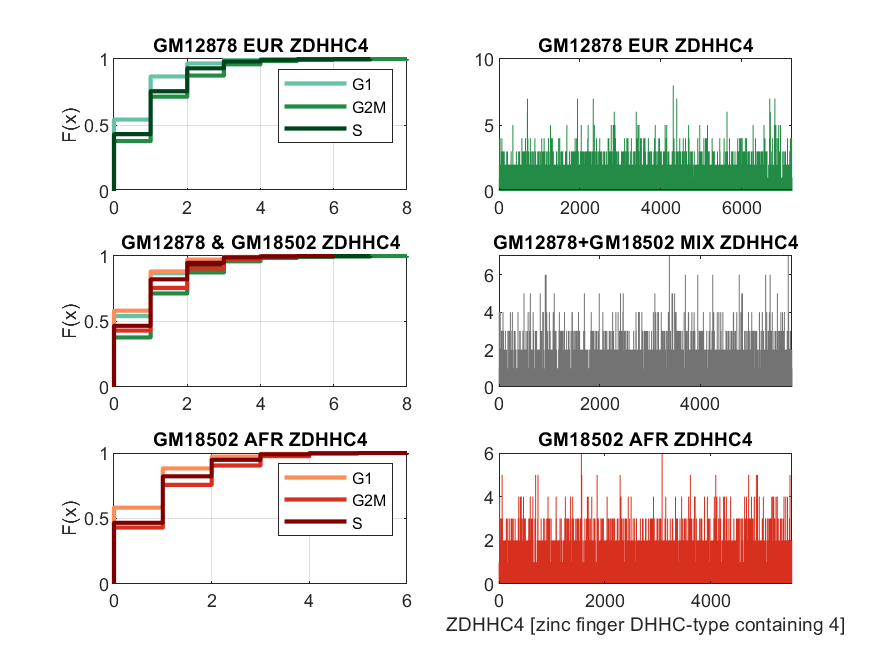 GM12878 EUR ZDHHC4
F(x)
1
0.5
0
0 2 4 6 8
G1
G2M
S
GM12878 EUR ZDHHC4
10
5
0
0 2000 4000 6000
GM12878 & GM18502 ZDHHC4
F(x)
1
0.5
0
0 2 4 6 8
GM12878+GM18502 MIX ZDHHC4
6
4
2
0
0 2000 4000
GM18502 AFR ZDHHC4
F(x)
1
0.5
0
0 2 4 6
G1
G2M
S
GM18502 AFR ZDHHC4
6
4
2
0
0 2000 4000
ZDHHC4 [zinc finger DHHC-type containing 4]